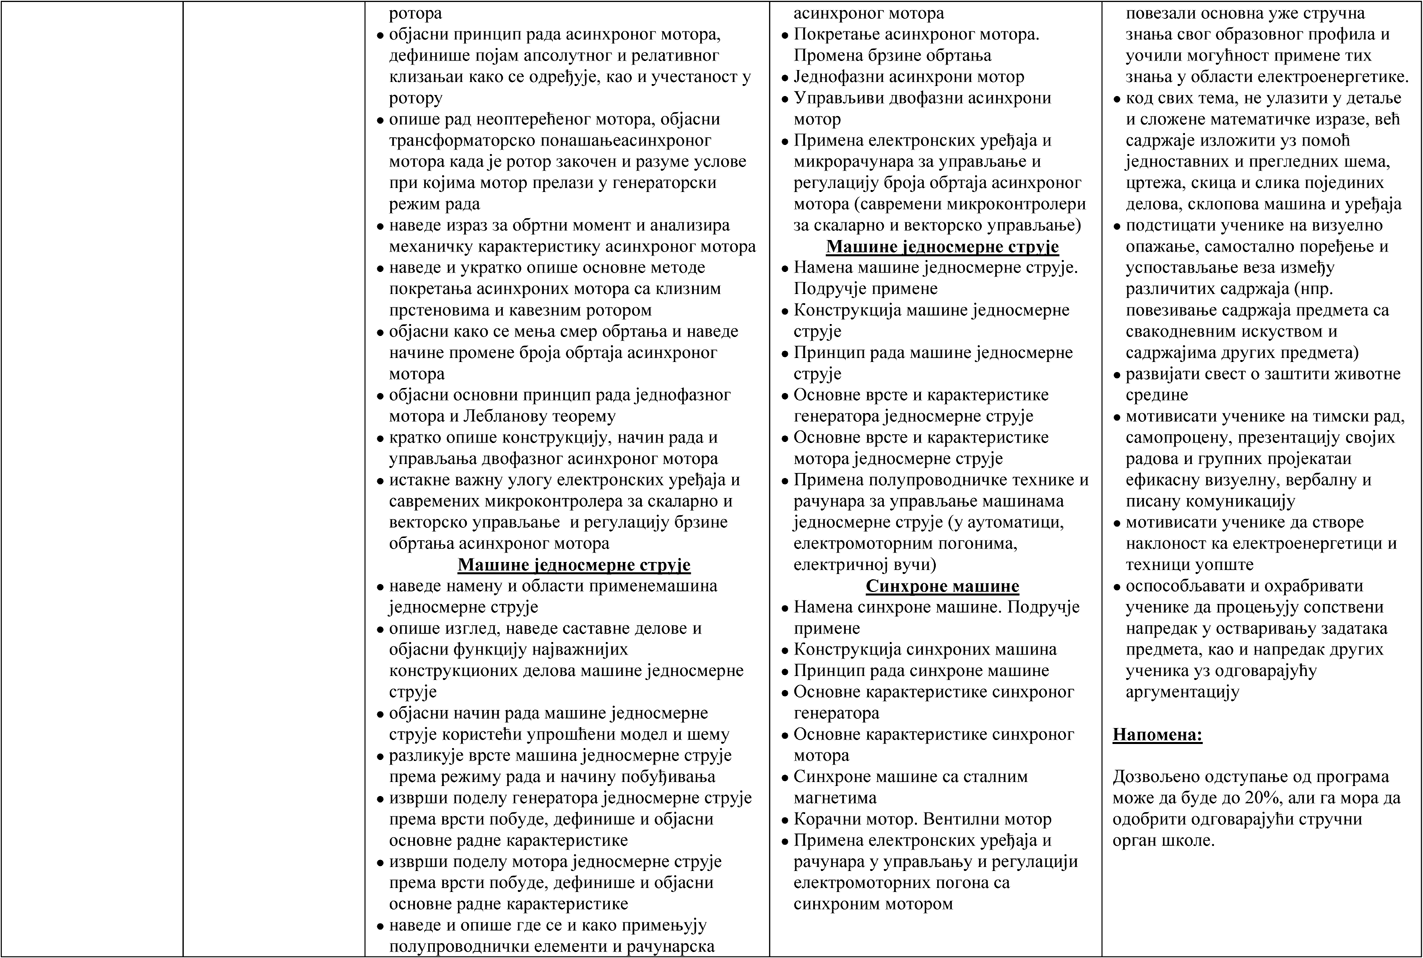 ротора
● објасни принцип рада асинхроног мотора,
дефинише појам апсолутног и релативног
клизањаи како се одређује, као и учестаност у
ротору
● опише рад неоптерећеног мотора, објасни
трансформаторско понашањеасинхроног
мотора када је ротор закочен и разуме услове
при којима мотор прелази у генераторски
режим рада
● наведе израз за обртни момент и анализира
механичку карактеристику асинхроног мотора
● наведе и укратко опише основне методе
покретања асинхроних мотора са клизним
прстеновима и кавезним ротором
● објасни како се мења смер обртања и наведе
начине промене броја обртаја асинхроног
мотора
● објасни основни принцип рада једнофазног
мотора и Лебланову теорему
● кратко опише конструкцију, начин рада и
управљања двофазног асинхроног мотора
● истакне важну улогу електронских уређаја и
савремених микроконтролера за скаларно и
векторско управљање  и регулацију брзине
обртања асинхроног мотора
Машине једносмерне струје
● наведе намену и области применемашина
једносмерне струје
● опише изглед, наведе саставне делове и
објасни функцију најважнијих
конструкционих делова машине једносмерне
струје
● објасни начин рада машине једносмерне
струје користећи упрошћени модел и шему
● разликује врсте машина једносмерне струје
према режиму рада и начину побуђивања
● изврши поделу генератора једносмерне струје
према врсти побуде, дефинише и објасни
основне радне карактеристике
● изврши поделу мотора једносмерне струје
према врсти побуде, дефинише и објасни
основне радне карактеристике
● наведе и опише где се и како примењују
полупроводнички елементи и рачунарска
асинхроног мотора
● Покретање асинхроног мотора.
Промена брзине обртања
● Једнофазни асинхрони мотор
● Управљиви двофазни асинхрони
мотор
● Примена електронских уређаја и
микрорачунара за управљање и
регулацију броја обртаја асинхроног
мотора (савремени микроконтролери
за скаларно и векторско управљање)
Машине једносмерне струје
● Намена машине једносмерне струје.
Подручје примене
● Конструкција машине једносмерне
струје
● Принцип рада машине једносмерне
струје
● Основне врсте и карактеристике
генератора једносмерне струје
● Основне врсте и карактеристике
мотора једносмерне струје
● Примена полупроводничке технике и
рачунара за управљање машинама
једносмерне струје (у аутоматици,
електромоторним погонима,
електричној вучи)
Синхроне машине
● Намена синхроне машине. Подручје
примене
● Конструкција синхроних машина
● Принцип рада синхроне машине
● Основне карактеристике синхроног
генератора
● Основне карактеристике синхроног
мотора
● Синхроне машине са сталним
магнетима
● Корачни мотор. Вентилни мотор
● Примена електронских уређаја и
рачунара у управљању и регулацији
електромоторних погона са
синхроним мотором
повезали основна уже стручна
знања свог образовног профила и
уочили могућност примене тих
знања у области електроенергетике.
● код свих тема, не улазити у детаље
и сложене математичке изразе, већ
садржаје изложити уз помоћ
једноставних и прегледних шема,
цртежа, скица и слика појединих
делова, склопова машина и уређаја
● подстицати ученике на визуелно
опажање, самостално поређење и
успостављање веза између
различитих садржаја (нпр.
повезивање садржаја предмета са
свакодневним искуством и
садржајима других предмета)
● развијати свест о заштити животне
средине
● мотивисати ученике на тимски рад,
самопроцену, презентацију својих
радова и групних пројекатаи
ефикасну визуелну, вербалну и
писану комуникацију
● мотивисати ученике да створе
наклоност ка електроенергетици и
техници уопште
● оспособљавати и охрабривати
ученике да процењују сопствени
напредак у остваривању задатака
предмета, као и напредак других
ученика уз одговарајућу
аргументацију
Напомена:
Дозвољено одступање од програма
може да буде до 20%, али га мора да
одобрити одговарајући стручни
орган школе.